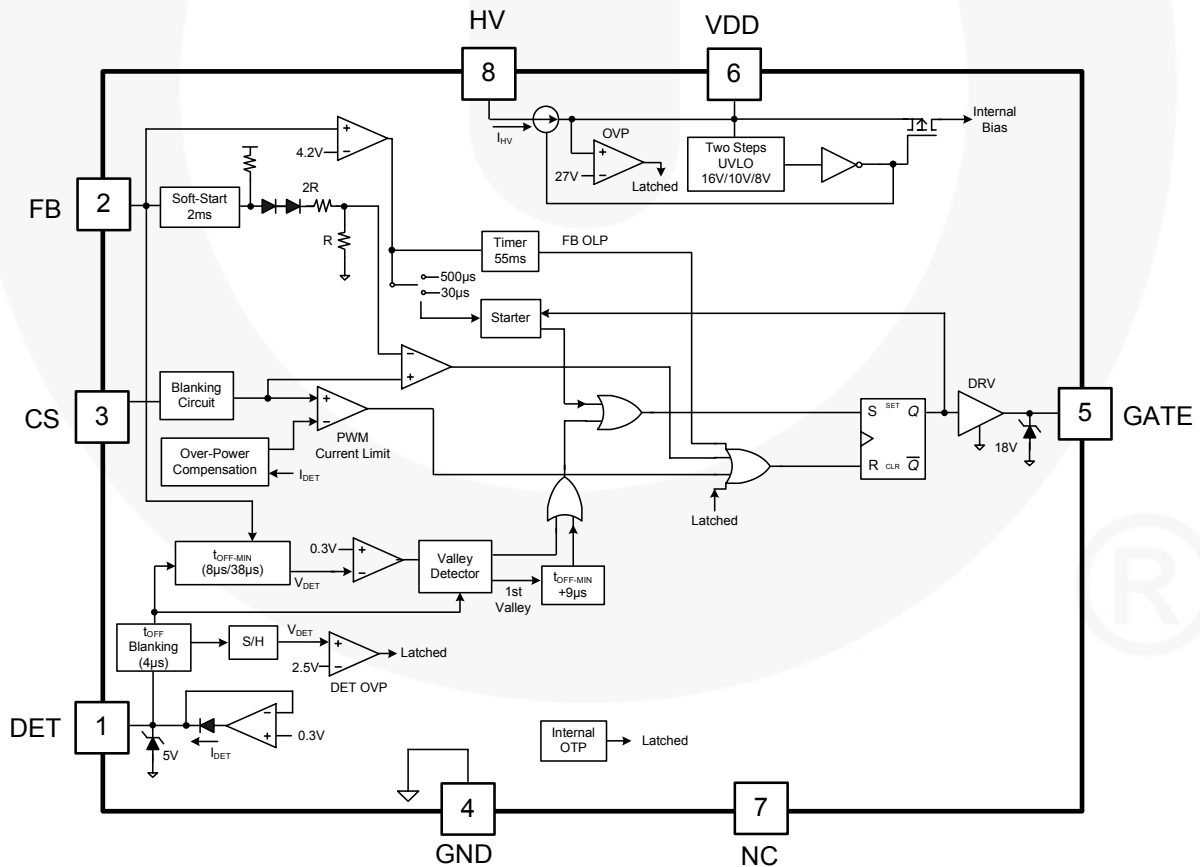 HV
VDD
8
6
I_HV
OVP
27V
Latched
Two Steps
UVLO
16V/10V/8V
Internal
Bias
4.2V
FB
2
Soft-Start
2ms
2R
R
Timer
55ms
FB OLP
500µs
30µs
Starter
CS
3
Blanking
Circuit
Over-Power
Compensation
I_DET
PWM
Current Limit
S
SET
Q
R
CLR
Q̅
DRV
18V
5
GATE
Latched
t_OFF-MIN
(8µs/38µs)
V_DET
0.3V
Valley
Detector
1st
Valley
t_OFF-MIN
+9µs
t_OFF
Blanking
(4µs)
S/H
V_DET
2.5V
DET OVP
Latched
DET
1
5V
I_DET
0.3V
Internal
OTP
Latched
4
GND
7
NC
®